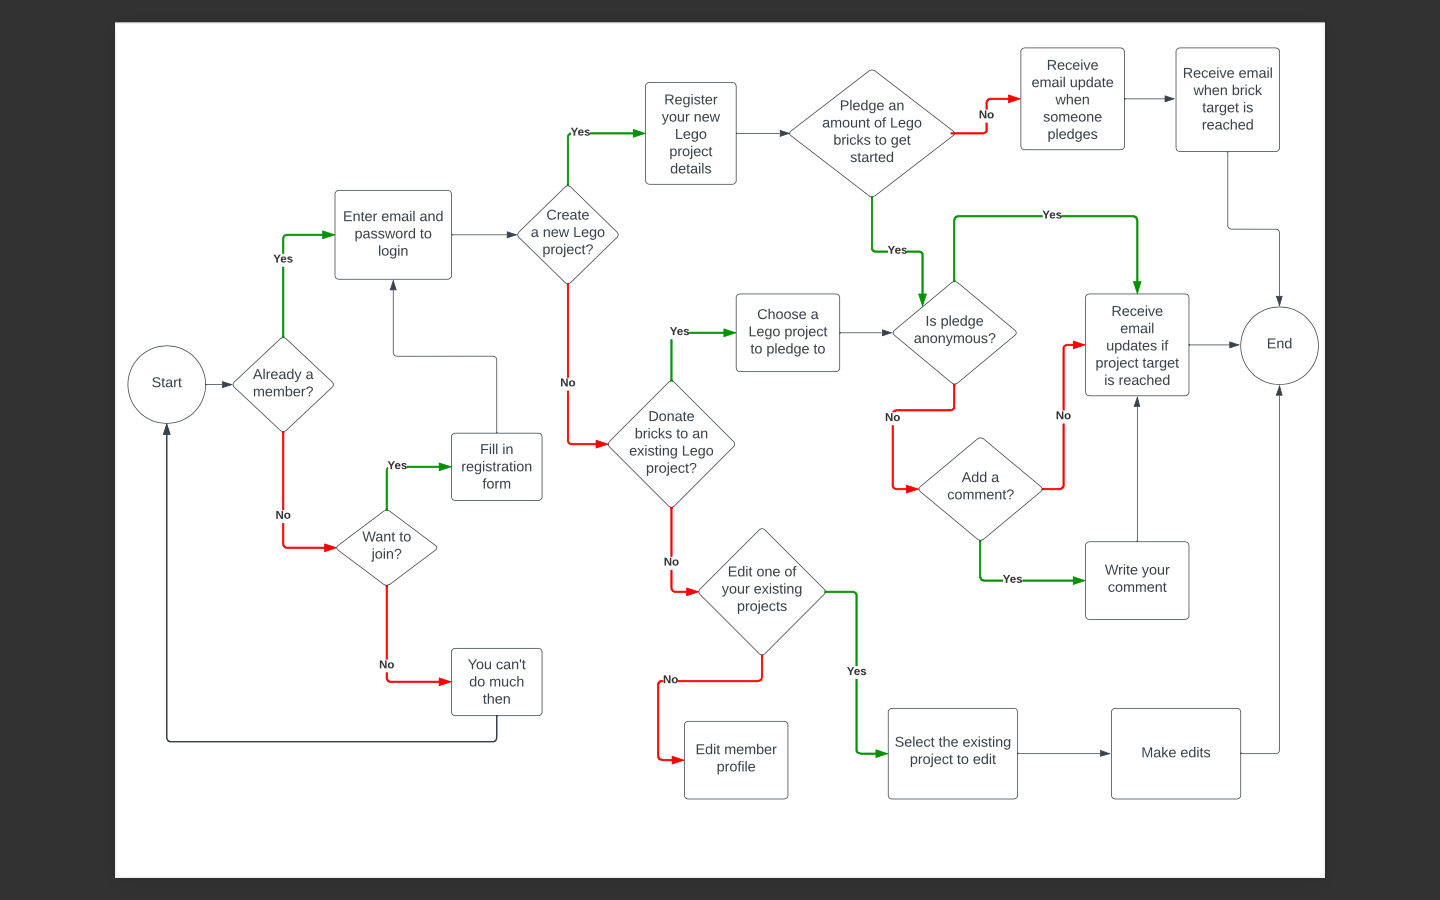 Receive
email update
when
someone
pledges
Receive email
when brick
target is
reached
Register
your new
Lego
project
details
Pledge an
amount of Lego
bricks to get
started
No
Yes
Enter email and
password to
login
Create
a new Lego
project?
Yes
Yes
Yes
Choose a
Lego project
to pledge to
Is pledge
anonymous?
Receive
email
updates if
project target
is reached
End
Yes
Start
Already a
member?
No
Donate
bricks to an
existing Lego
project?
No
No
Fill in
registration
form
Yes
Add a
comment?
No
Want to
join?
No
Edit one of
your existing
projects
Yes
Write your
comment
No
You can't
do much
then
No
Yes
Edit member
profile
Select the existing
project to edit
Make edits